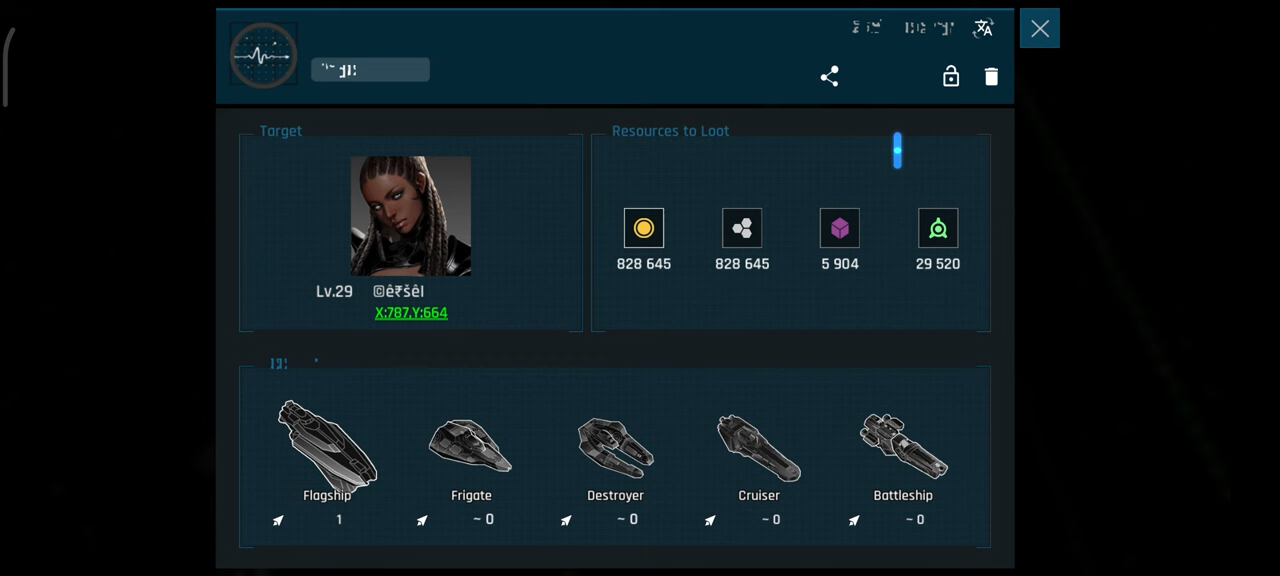 Target
Resources to Loot
828 645
828 645
5 904
29 520
Lv.29 ©ê₹šêl
X:787,Y:664
Flagship
Frigate
Destroyer
Cruiser
Battleship
1
~ 0
~ 0
~ 0
~ 0